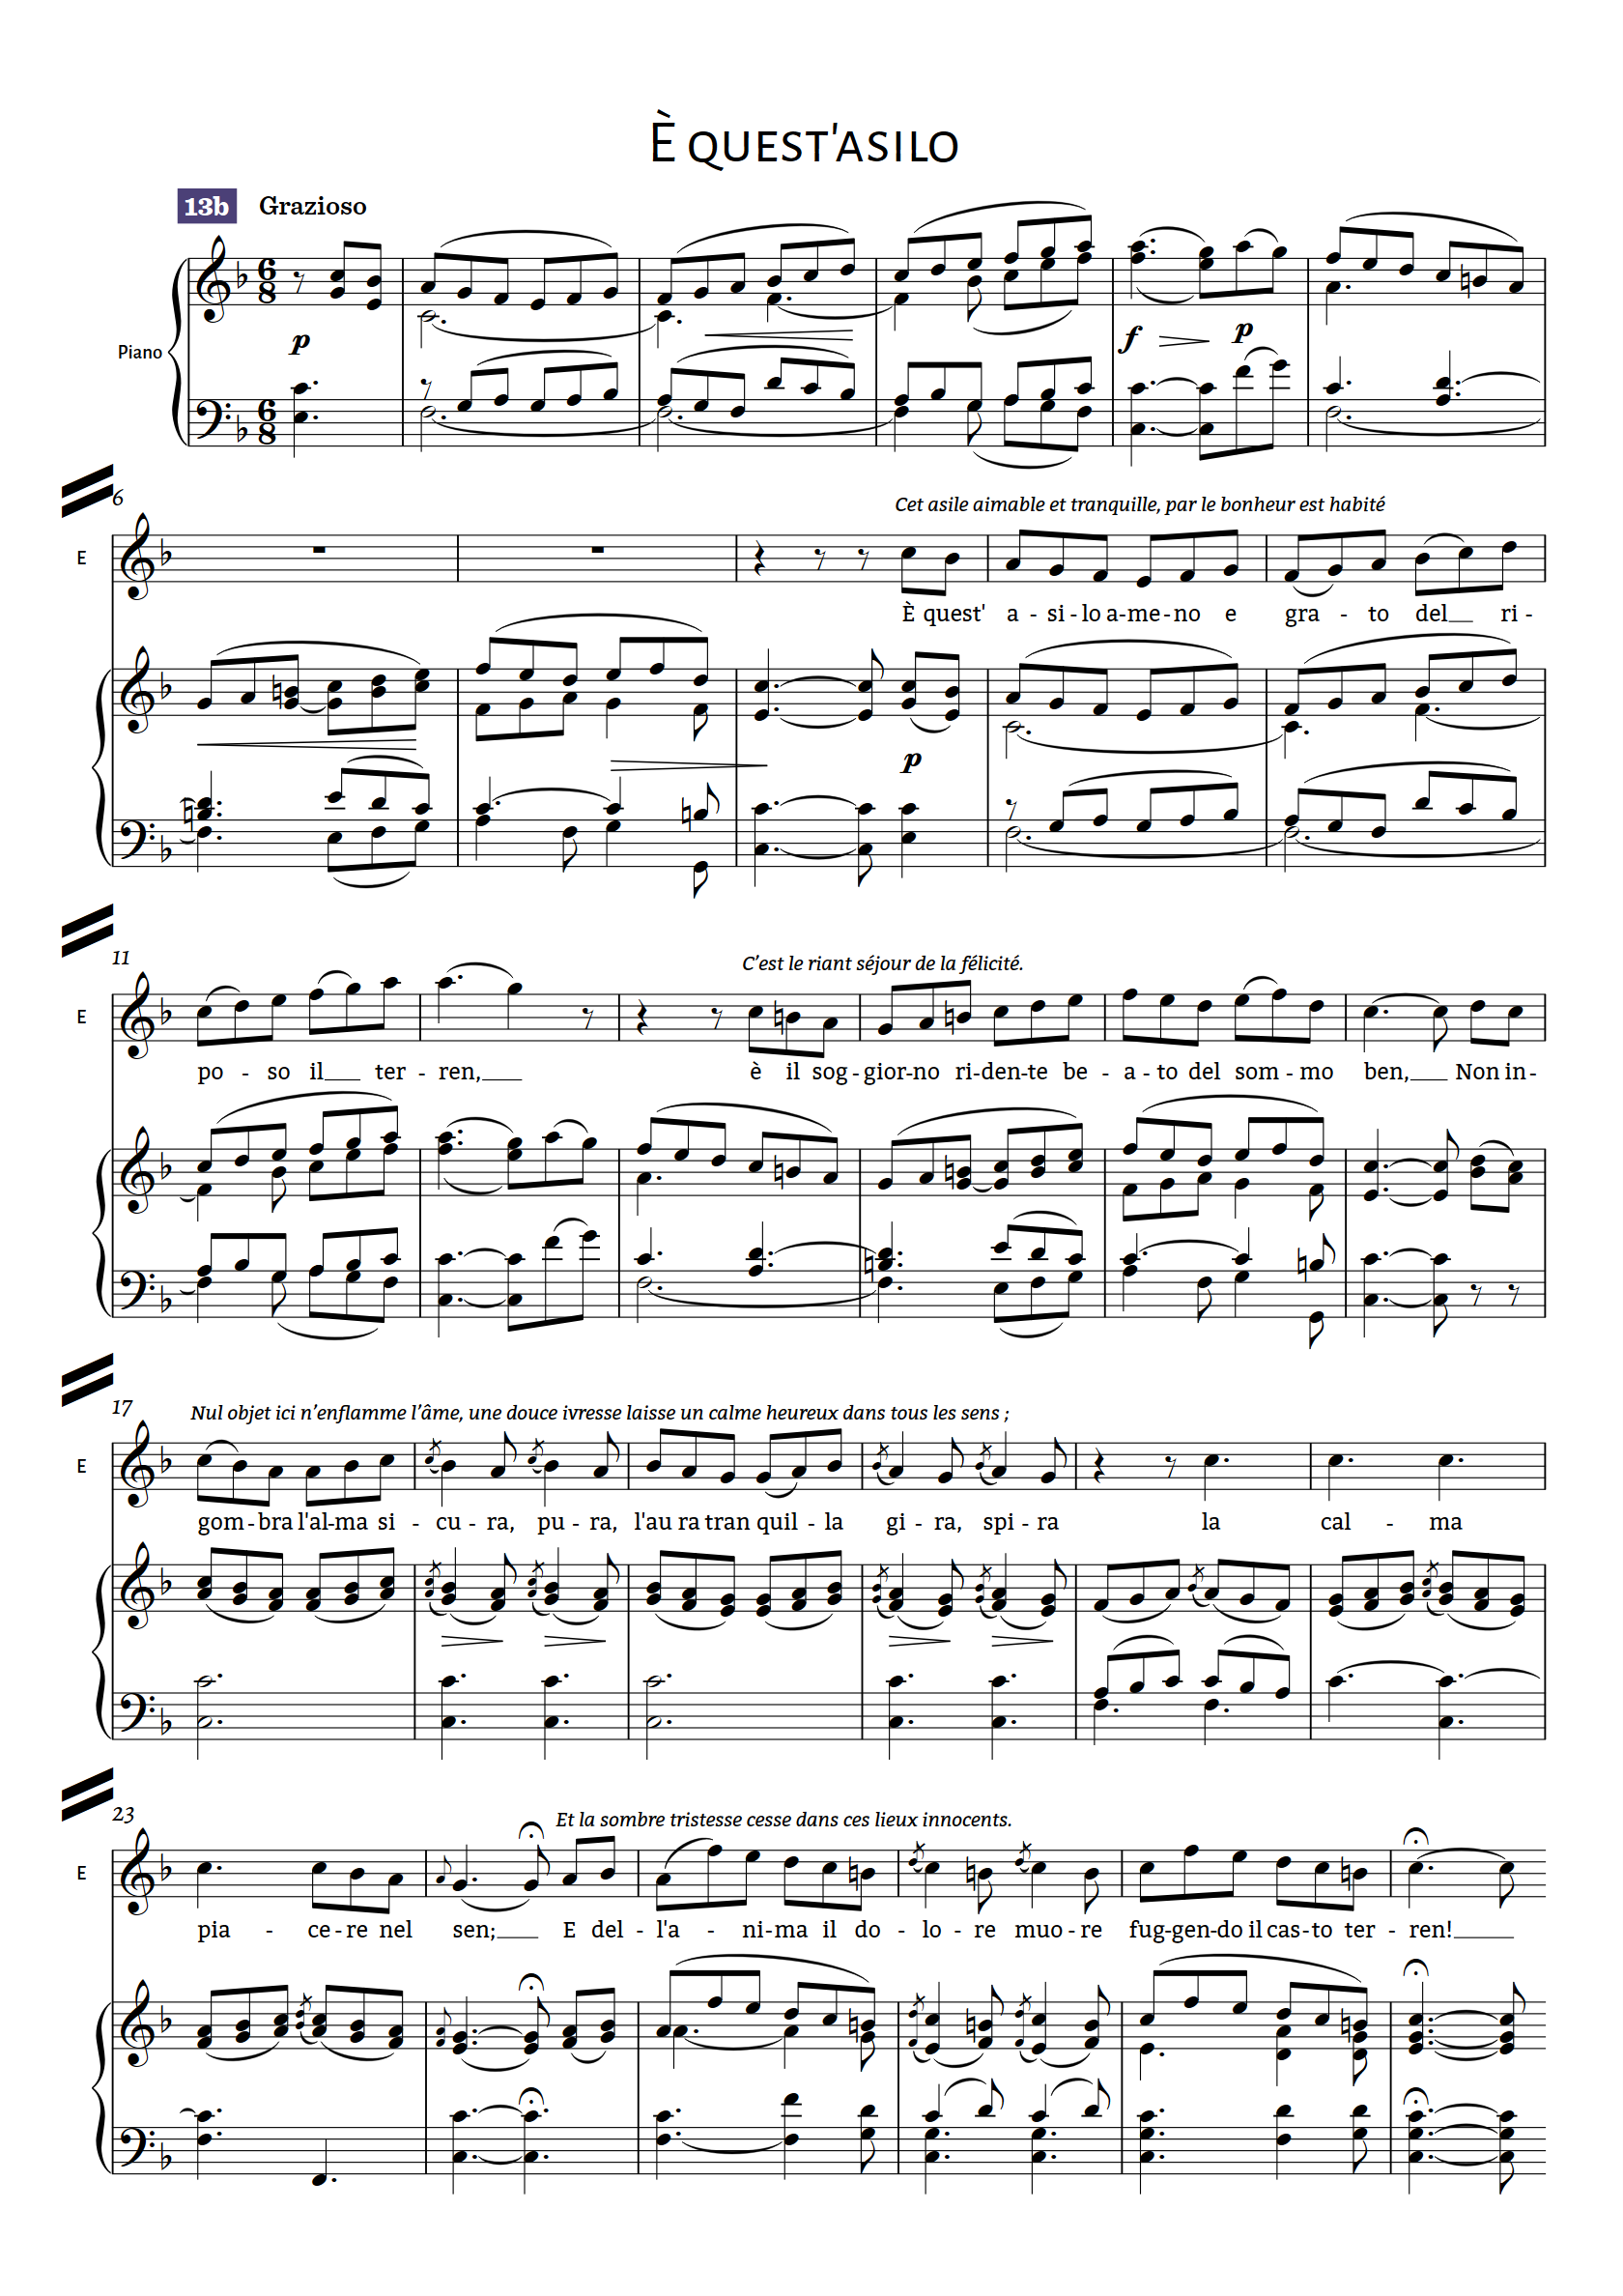 È QUEST'ASILO
13b Grazioso
6
8
p f p
Piano
6
8
6 Cet asile aimable et tranquille, par le bonheur est habité
E
È quest' a - si - lo a-me-no e gra - to del__ ri -
p
11 C'est le riant séjour de la félicité.
E
po - so il__ ter - ren,__ è il sog-gior-no ri-den-te be - a - to del som - mo ben,__ Non in-
17 Nul objet ici n'enflamme l'âme, une douce ivresse laisse un calme heureux dans tous les sens ;
E
gom-bra l'al-ma si - cu - ra, pu - ra, l'au ra tran quil - la gi - ra, spi - ra la cal - ma
23 Et la sombre tristesse cesse dans ces lieux innocents.
E
pia - ce - re nel sen;__ E del - l'a - ni-ma il do - lo - re muo - re fug-gen-do il cas-to ter - ren!__